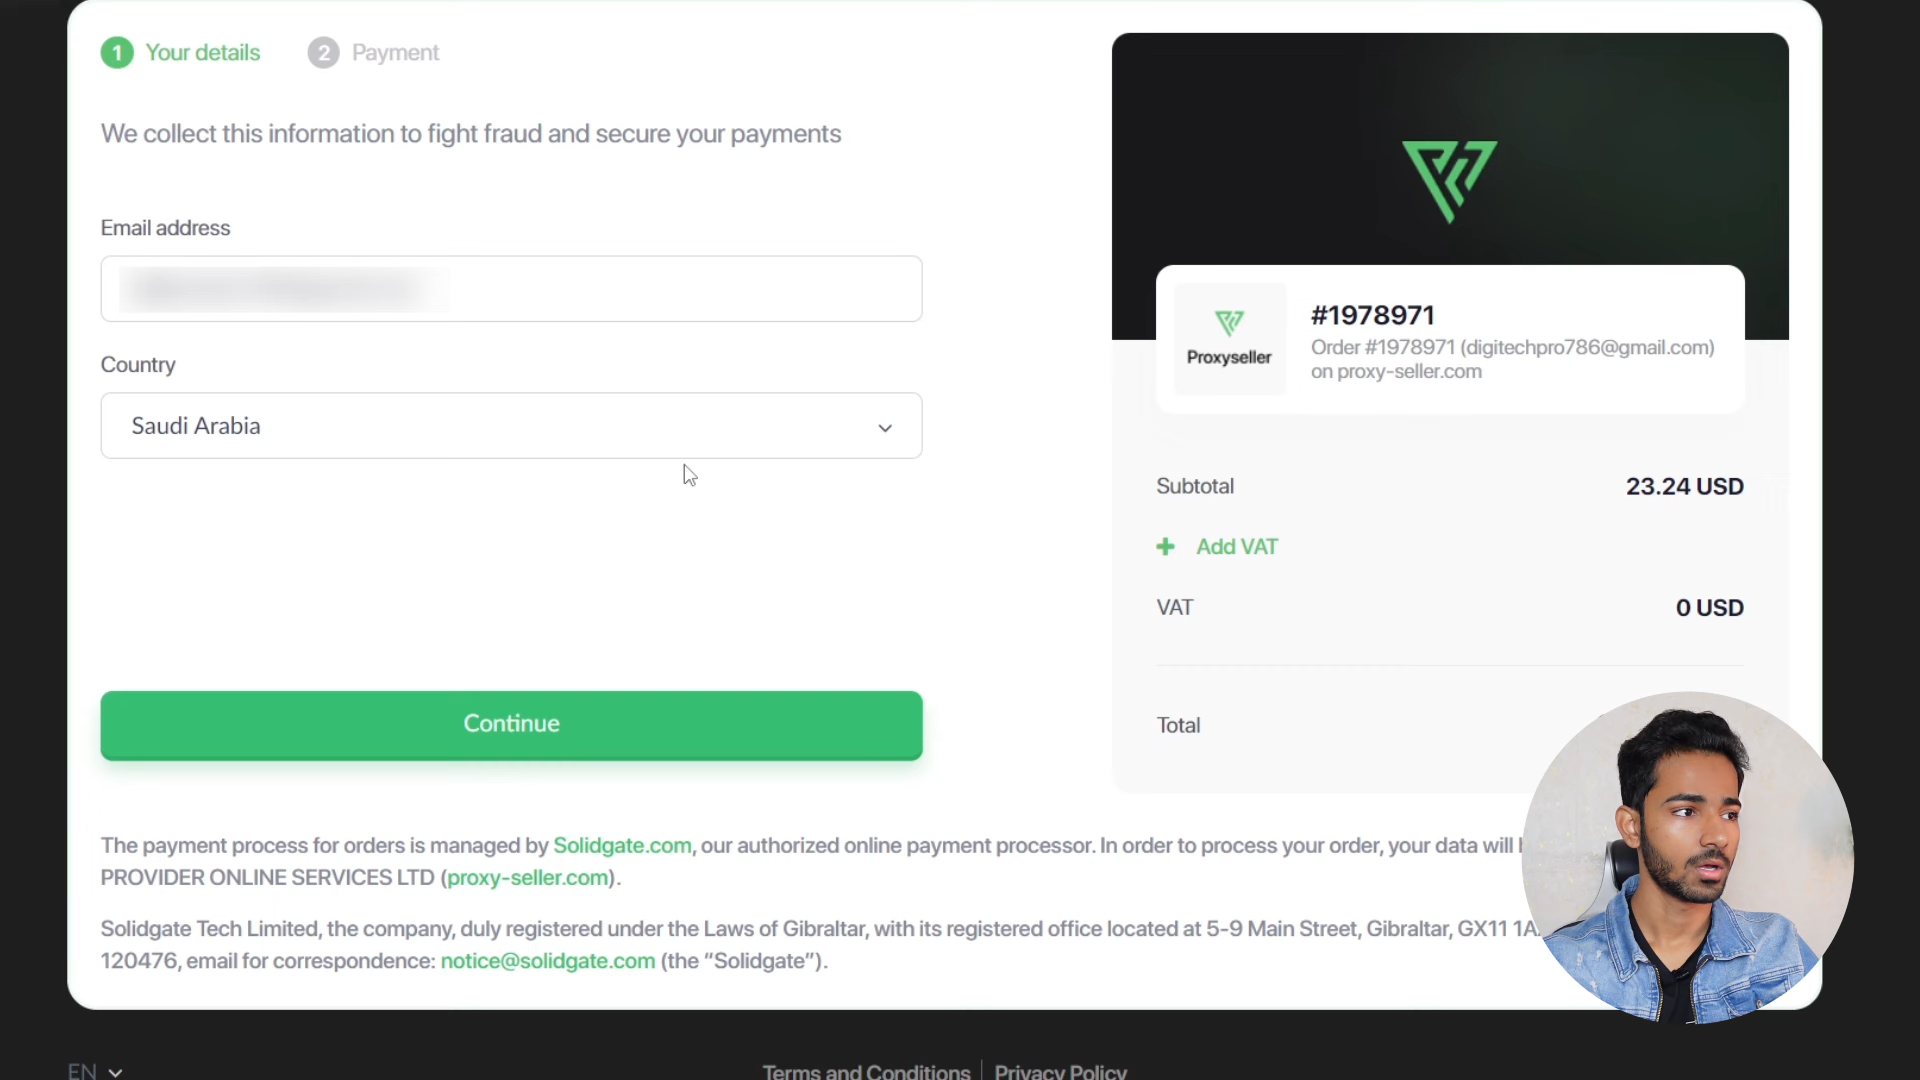 1 Your details
2 Payment
We collect this information to fight fraud and secure your payments
Email address
Country
Saudi Arabia
Continue
Proxyseller
#1978971
Order #1978971 (digitechpro786@gmail.com)
on proxy-seller.com
Subtotal 23.24 USD
+ Add VAT
VAT 0 USD
Total
The payment process for orders is managed by Solidgate.com, our authorized online payment processor. In order to process your order, your data will
PROVIDER ONLINE SERVICES LTD (proxy-seller.com).
Solidgate Tech Limited, the company, duly registered under the Laws of Gibraltar, with its registered office located at 5-9 Main Street, Gibraltar, GX11
120476, email for correspondence: notice@solidgate.com (the “Solidgate”).
EN
Terms and Conditions | Privacy Policy